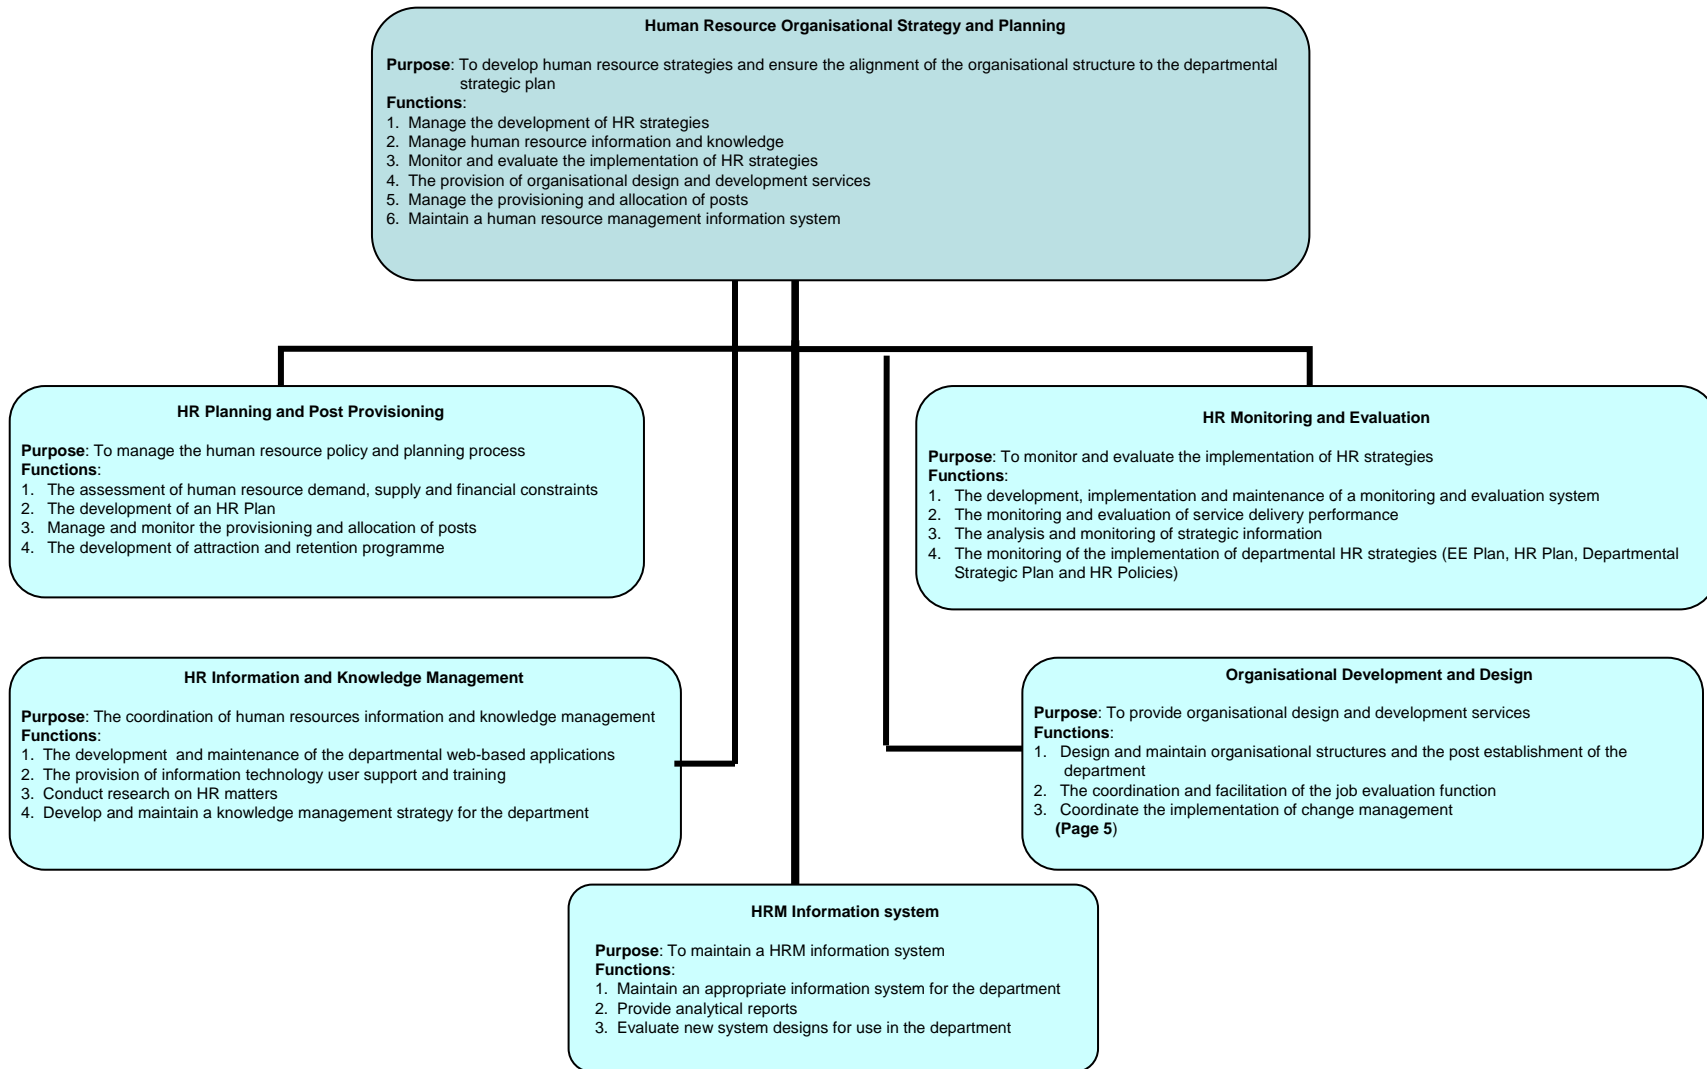 Human Resource Organisational Strategy and Planning
Purpose: To develop human resource strategies and ensure the alignment of the organisational structure to the departmental
strategic plan
Functions:
1. Manage the development of HR strategies
2. Manage human resource information and knowledge
3. Monitor and evaluate the implementation of HR strategies
4. The provision of organisational design and development services
5. Manage the provisioning and allocation of posts
6. Maintain a human resource management information system
HR Planning and Post Provisioning
Purpose: To manage the human resource policy and planning process
Functions:
1. The assessment of human resource demand, supply and financial constraints
2. The development of an HR Plan
3. Manage and monitor the provisioning and allocation of posts
4. The development of attraction and retention programme
HR Monitoring and Evaluation
Purpose: To monitor and evaluate the implementation of HR strategies
Functions:
1. The development, implementation and maintenance of a monitoring and evaluation system
2. The monitoring and evaluation of service delivery performance
3. The analysis and monitoring of strategic information
4. The monitoring of the implementation of departmental HR strategies (EE Plan, HR Plan, Departmental
Strategic Plan and HR Policies)
HR Information and Knowledge Management
Purpose: The coordination of human resources information and knowledge management
Functions:
1. The development and maintenance of the departmental web-based applications
2. The provision of information technology user support and training
3. Conduct research on HR matters
4. Develop and maintain a knowledge management strategy for the department
Organisational Development and Design
Purpose: To provide organisational design and development services
Functions:
1. Design and maintain organisational structures and the post establishment of the
department
2. The coordination and facilitation of the job evaluation function
3. Coordinate the implementation of change management
(Page 5)
HRM Information system
Purpose: To maintain a HRM information system
Functions:
1. Maintain an appropriate information system for the department
2. Provide analytical reports
3. Evaluate new system designs for use in the department